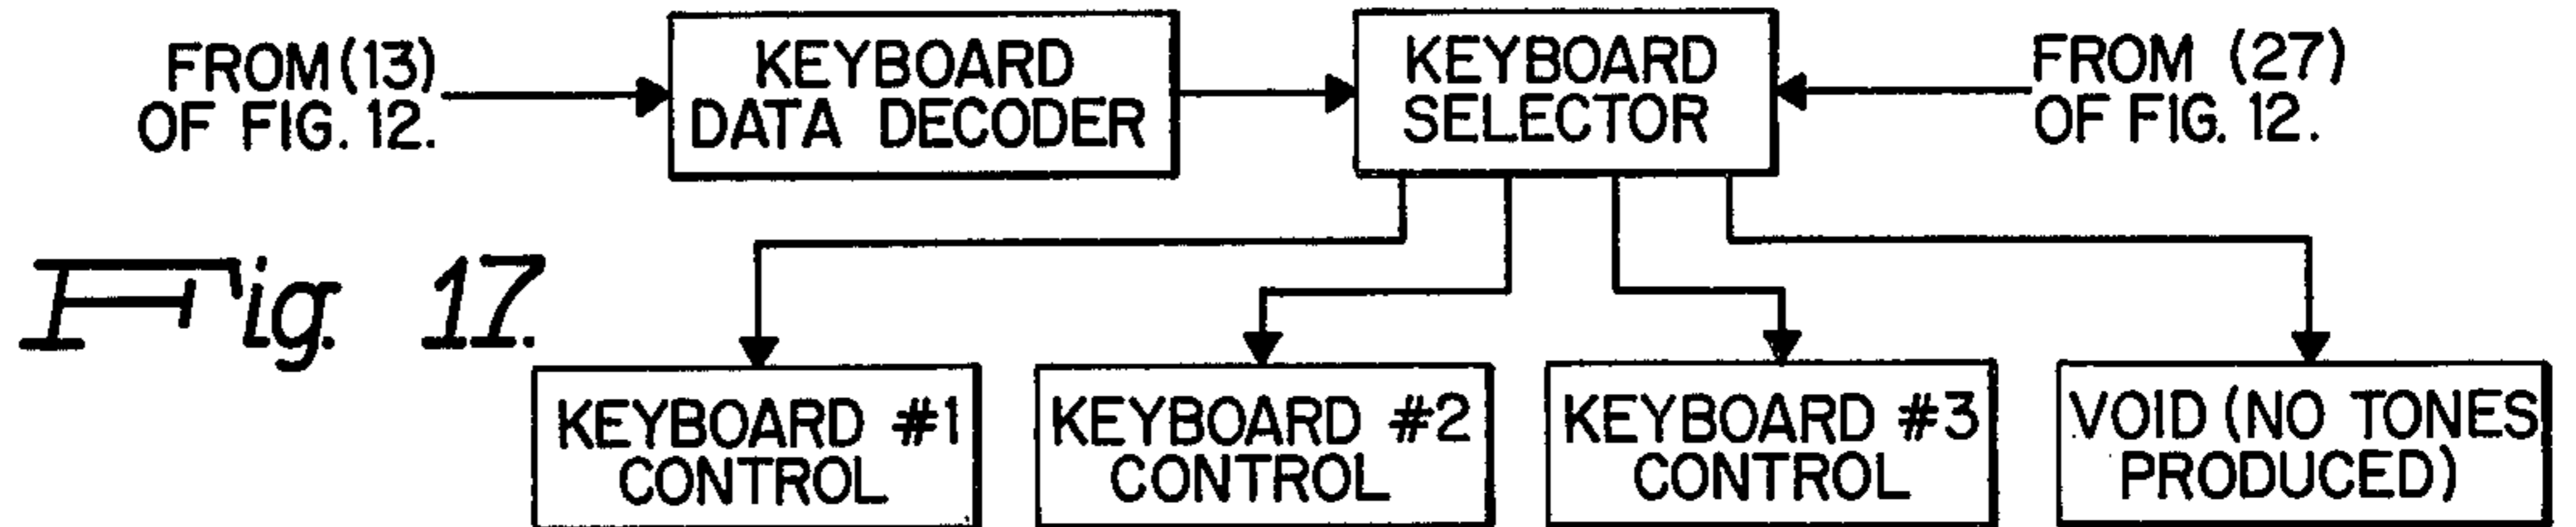 FROM (13)
OF FIG. 12.
KEYBOARD
DATA DECODER
KEYBOARD
SELECTOR
FROM (27)
OF FIG. 12.
Fig. 17.
KEYBOARD #1
CONTROL
KEYBOARD #2
CONTROL
KEYBOARD #3
CONTROL
VOID (NO TONES
PRODUCED)